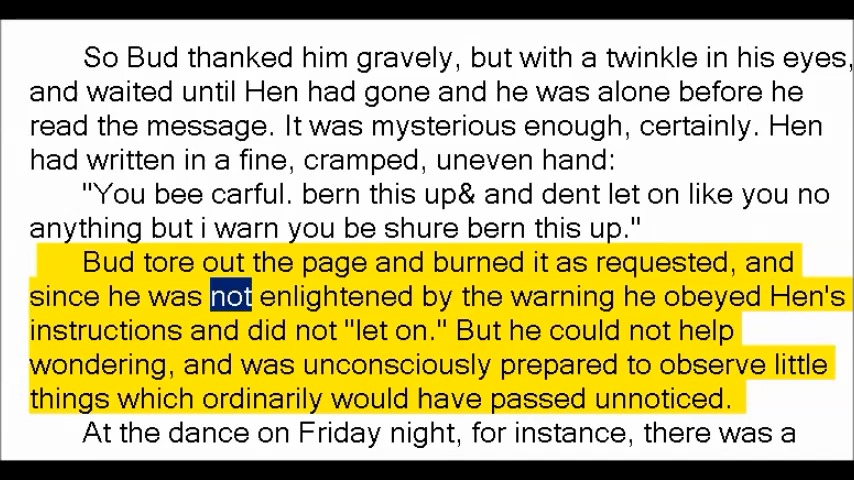 So Bud thanked him gravely, but with a twinkle in his eyes,
and waited until Hen had gone and he was alone before he
read the message. It was mysterious enough, certainly. Hen
had written in a fine, cramped, uneven hand:
"You bee carful. bern this up& and dent let on like you no
anything but i warn you be shure bern this up."
Bud tore out the page and burned it as requested, and
since he was not enlightened by the warning he obeyed Hen's
instructions and did not "let on." But he could not help
wondering, and was unconsciously prepared to observe little
things which ordinarily would have passed unnoticed.
At the dance on Friday night, for instance, there was a